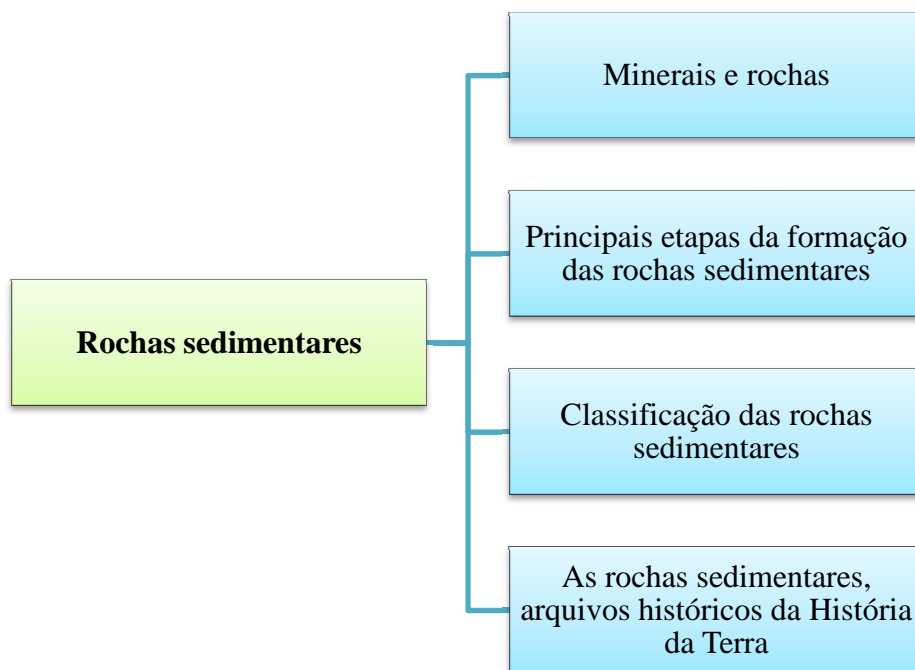 Minerais e rochas
Principais etapas da formação
das rochas sedimentares
Rochas sedimentares
Classificação das rochas
sedimentares
As rochas sedimentares,
arquivos históricos da História
da Terra